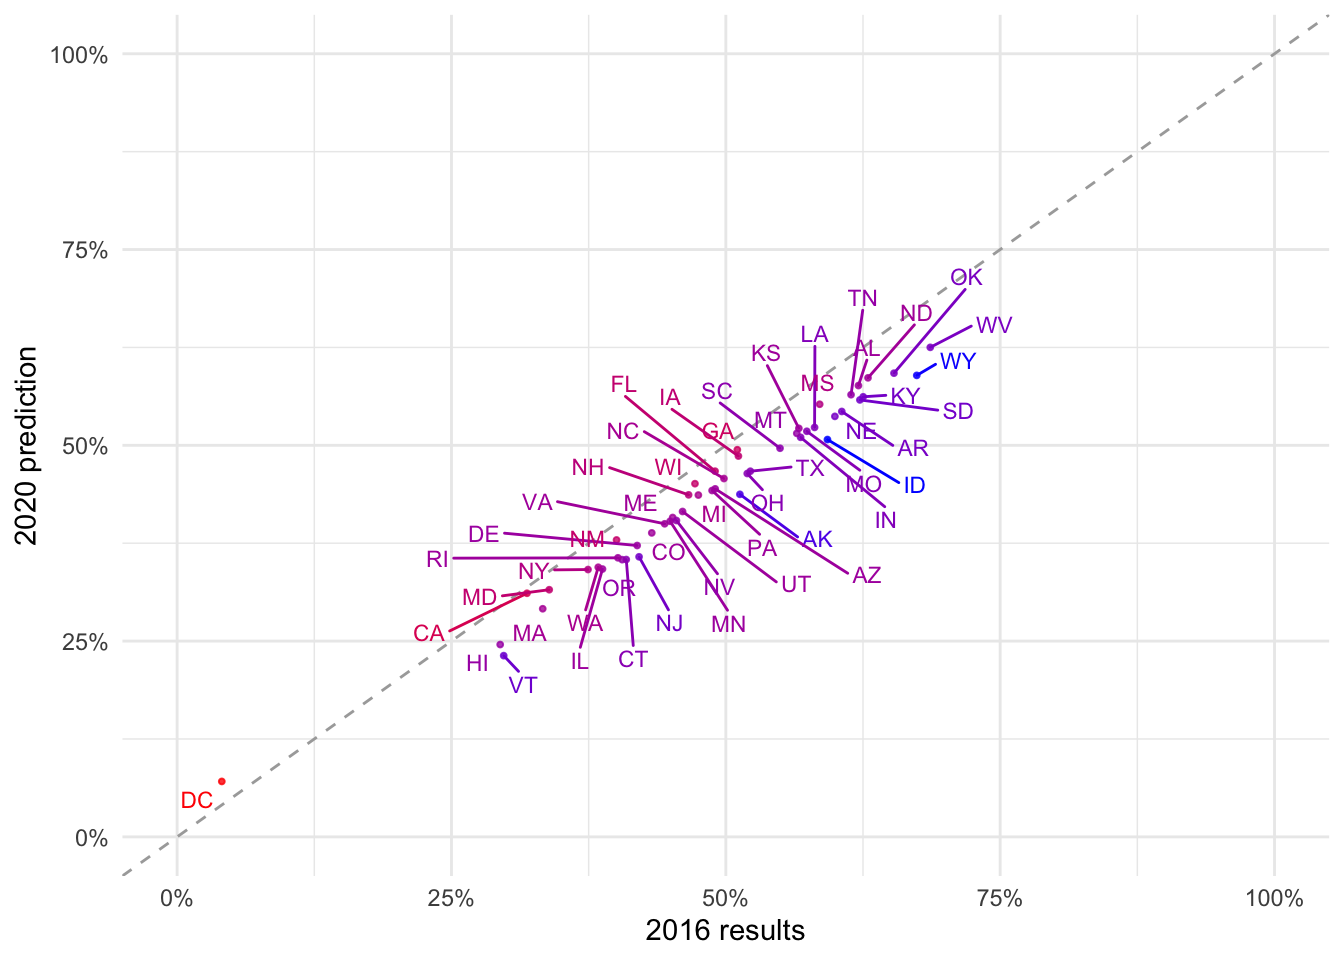 100%
75%
50%
25%
0%
2020 prediction
OK
TN
ND
WV
LA
AL
KS
WY
FL
IA
SC
MS
KY
SD
NC
GA
MT
NE
AR
NH
WI
TX
MO
ID
VA
ME
MI
OH
IN
DE
NM
CO
PA
AK
RI
NY
OR
NV
UT
AZ
MD
CA
MA
WA
NJ
MN
HI
IL
CT
VT
DC
0%
25%
50%
75%
100%
2016 results